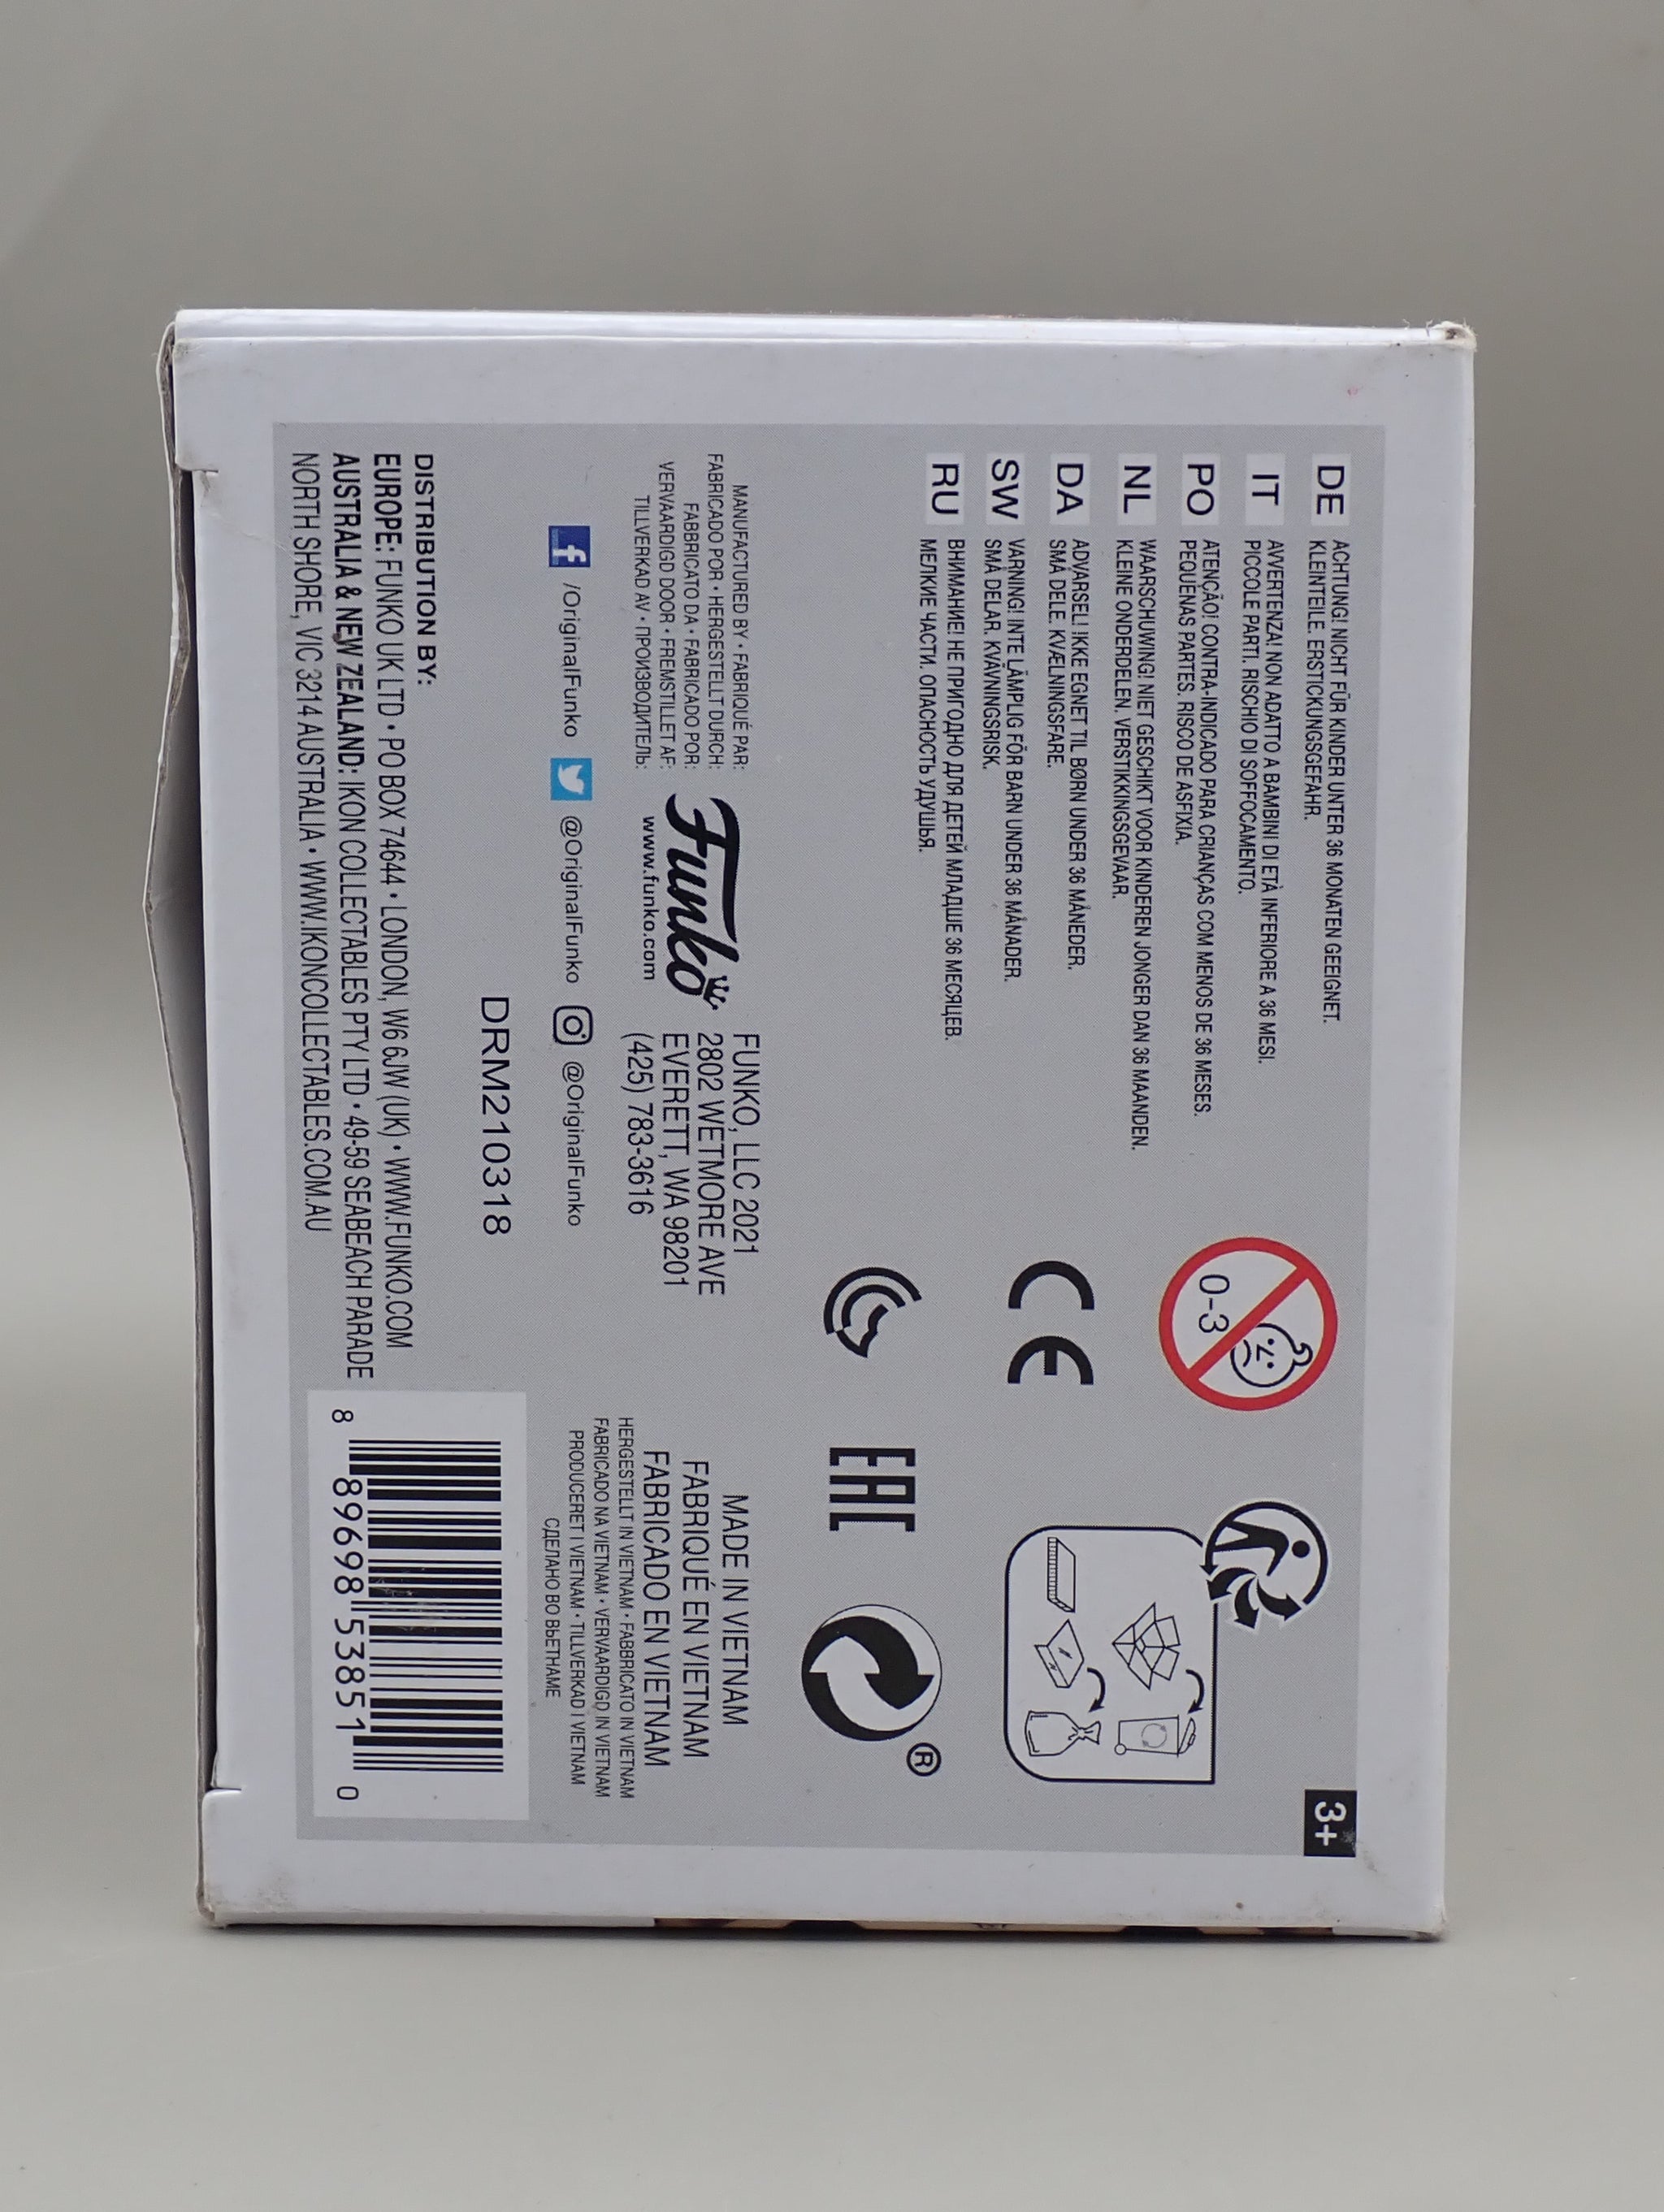 DE ACHTUNG! NICHT FÜR KINDER UNTER 36 MONATEN GEEIGNET.
KLEINTEILE. ERSTICKUNGSGEFAHR.
IT AVVERTENZA! NON ADATTO A BAMBINI DI ETÀ INFERIORE A 36 MESI.
PICCOLE PARTI. RISCHIO DI SOFFOCAMENTO.
PO ATENÇÃO! CONTRA-INDICADO PARA CRIANÇAS COM MENOS DE 36 MESES.
PEQUENAS PARTES. RISCO DE ASFIXIA.
NL WAARSCHUWING! NIET GESCHIKT VOOR KINDEREN JONGER DAN 36 MAANDEN.
KLEINE ONDERDELEN. VERSTIKKINGSGEVAAR.
DA ADVARSEL! IKKE EGNET TIL BØRN UNDER 36 MÅNEDER.
SMÅ DELE. KVÆLNINGSFARE.
SW VARNING! INTE LÄMPLIG FÖR BARN UNDER 36 MÅNADER.
SMÅ DELAR. KVÄVNINGSRISK.
RU ВНИМАНИЕ! НЕ ПРИГОДНО ДЛЯ ДЕТЕЙ МЛАДШЕ 36 МЕСЯЦЕВ.
МЕЛКИЕ ЧАСТИ. ОПАСНОСТЬ УДУШЬЯ.
3+
0-3
CE
EAC
®
MANUFACTURED BY • FABRIQUÉ PAR:
FABRICADO POR • HERGESTELLT DURCH:
FABBRICATO DA • FABRICADO POR:
VERVAARDIGD DOOR • FREMSTILLET AF:
TILLVERKAD AV • ПРОИЗВОДИТЕЛЬ:
Funko
www.funko.com
FUNKO, LLC 2021
2802 WETMORE AVE
EVERETT, WA 98201
(425) 783-3616
MADE IN VIETNAM
FABRIQUÉ EN VIETNAM
FABRICADO EN VIETNAM
HERGESTELLT IN VIETNAM • FABBRICATO IN VIETNAM
FABRICADO NA VIETNAM • VERVAARDIGD IN VIETNAM
PRODUCERET I VIETNAM • TILLVERKAD I VIETNAM
СДЕЛАНО ВО ВЬЕТНАМЕ
/OriginalFunko @OriginalFunko @OriginalFunko
DRM210318
DISTRIBUTION BY:
EUROPE: FUNKO UK LTD • PO BOX 74644 • LONDON, W6 6JW (UK) • WWW.FUNKO.COM
AUSTRALIA & NEW ZEALAND: IKON COLLECTABLES PTY LTD • 49-59 SEABEACH PARADE
NORTH SHORE, VIC 3214 AUSTRALIA • WWW.IKONCOLLECTABLES.COM.AU
8 89698 53851 0